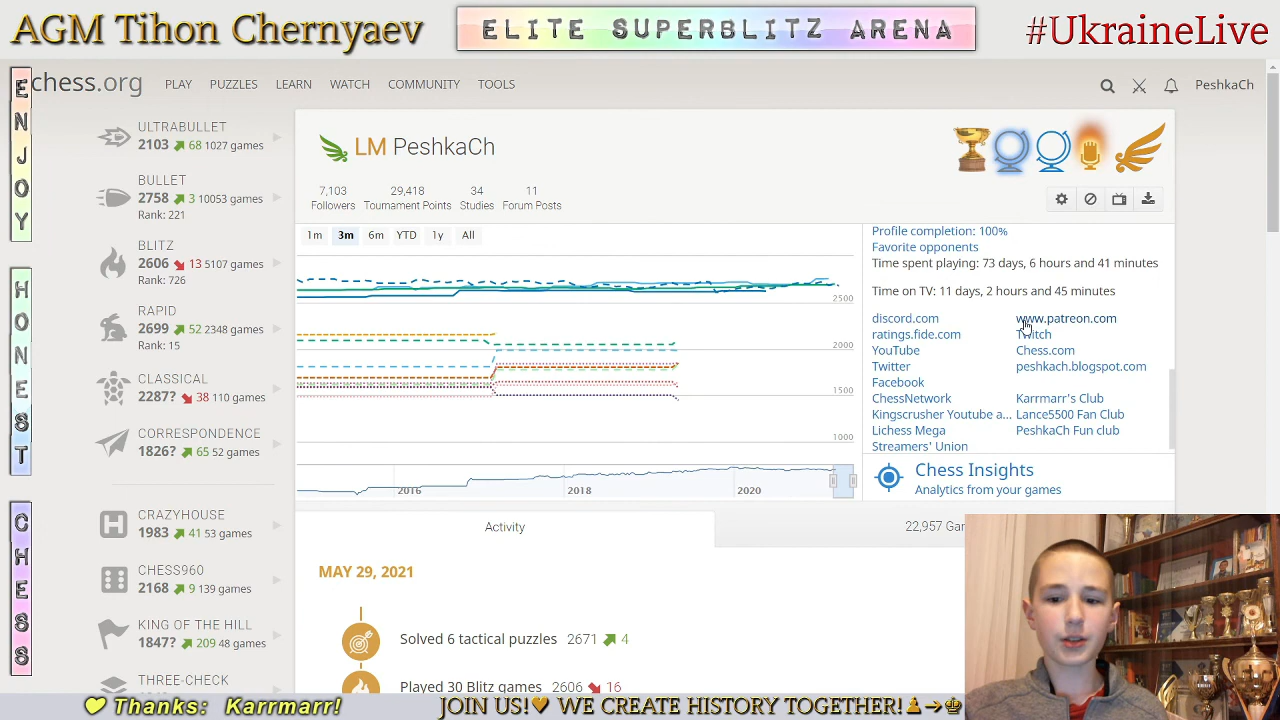 AGM Tihon Chernyaev
ELITE SUPERBLITZ ARENA
#UkraineLive
ENJOY
HONEST
CHESS
chess.org
PLAY PUZZLES LEARN WATCH COMMUNITY TOOLS
PeshkaCh
ULTRABULLET
2103 68 1027 games
BULLET
2758 3 10053 games
Rank: 221
BLITZ
2606 13 5107 games
Rank: 726
RAPID
2699 52 2348 games
Rank: 15
CLASSICAL
2287? 38 110 games
CORRESPONDENCE
1826? 65 52 games
CRAZYHOUSE
1983 41 53 games
CHESS960
2168 9 139 games
KING OF THE HILL
1847? 209 48 games
THREE-CHECK
LM PeshkaCh
7,103 29,418 34 11
Followers Tournament Points Studies Forum Posts
1m 3m 6m YTD 1y All
2500
2000
1500
1000
2016 2018 2020
Profile completion: 100%
Favorite opponents
Time spent playing: 73 days, 6 hours and 41 minutes
Time on TV: 11 days, 2 hours and 45 minutes
discord.com www.patreon.com
ratings.fide.com Twitch
YouTube Chess.com
Twitter peshkach.blogspot.com
Facebook
ChessNetwork Karrmarr's Club
Kingscrusher Youtube a... Lance5500 Fan Club
Lichess Mega PeshkaCh Fun club
Streamers' Union
Chess Insights
Analytics from your games
Activity
22,957 Gar
MAY 29, 2021
Solved 6 tactical puzzles 2671 4
Played 30 Blitz games 2606 16
Thanks: Karrmarr!
JOIN US! WE CREATE HISTORY TOGETHER!